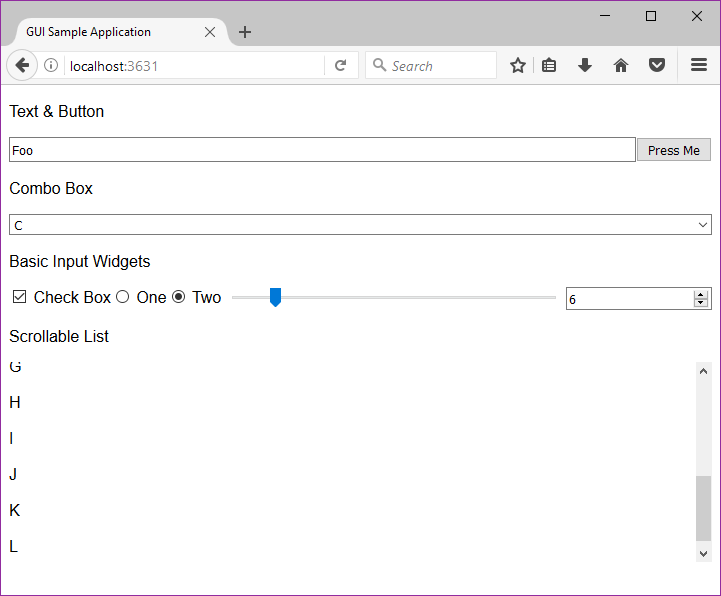 GUI Sample Application
localhost:3631
Search
Text & Button
Foo
Press Me
Combo Box
C
Basic Input Widgets
Check Box One Two
6
Scrollable List
G
H
I
J
K
L